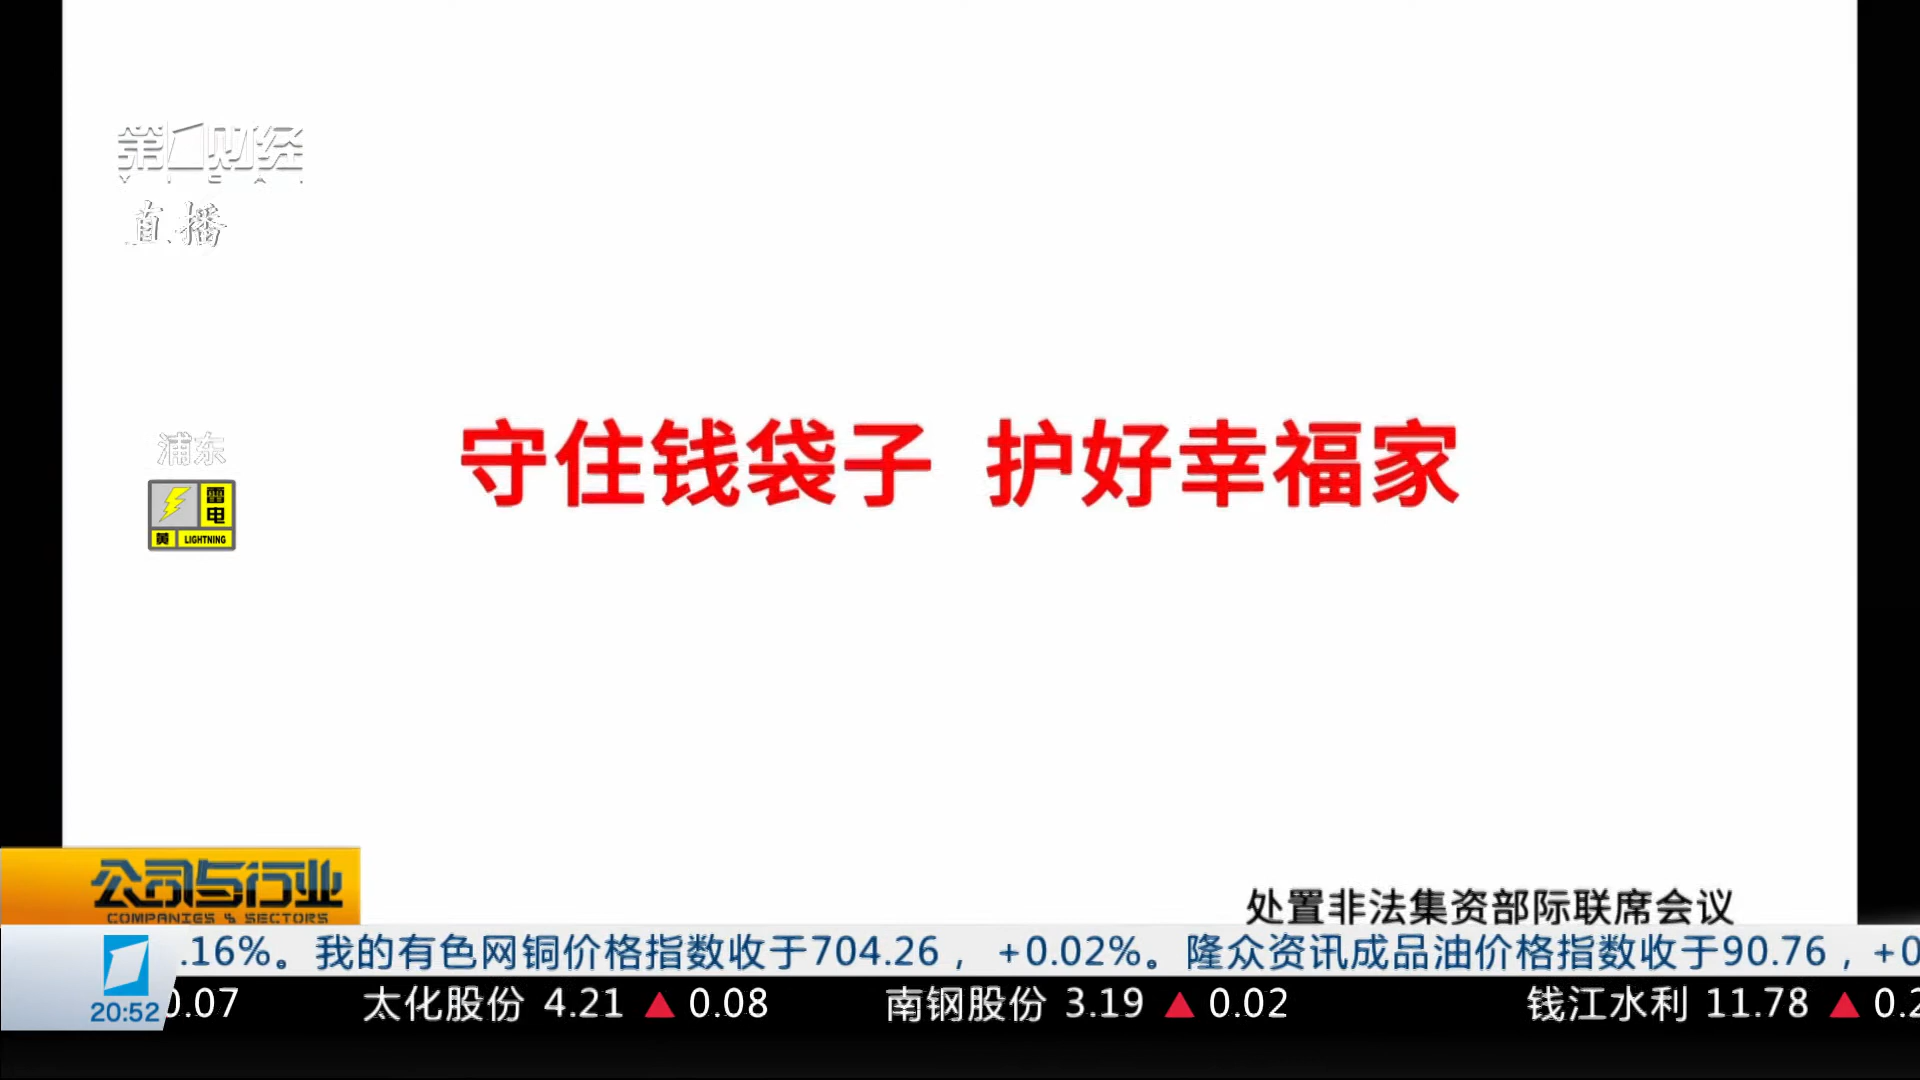 第1财经
YICAI
直播
守住钱袋子 护好幸福家
浦东
雷电
黄 LIGHTNING
公司与行业
COMPANIES & SECTORS
处置非法集资部际联席会议
.16%。我的有色网铜价格指数收于704.26， +0.02%。隆众资讯成品油价格指数收于90.76，+0
20:52
0.07 太化股份 4.21 ▲ 0.08 南钢股份 3.19 ▲ 0.02 钱江水利 11.78 ▲ 0.2